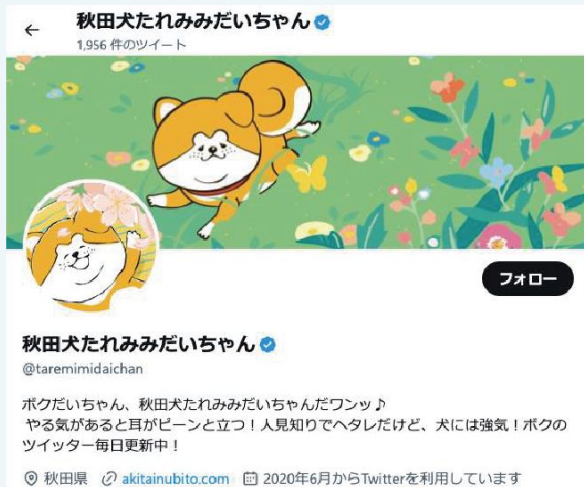 秋田犬たれみみだいちゃん
1,956 件のツイート
フォロー
秋田犬たれみみだいちゃん
@taremimidaichan
ボクだいちゃん、秋田犬たれみみだいちゃんだワンッ♪
やる気があると耳がピーンと立つ！人見知りでヘタレだけど、犬には強気！ボクの
ツイッター毎日更新中！
秋田県 akitainubito.com 2020年6月からTwitterを利用しています